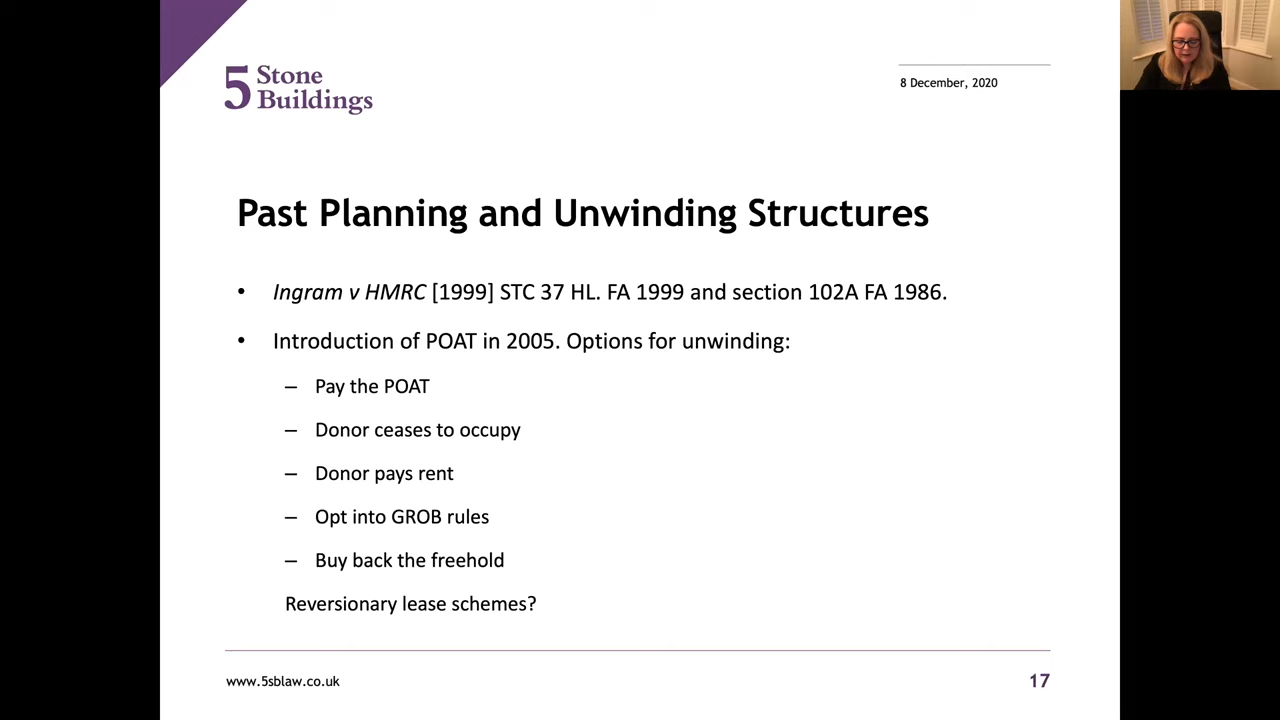 5 Stone
Buildings
8 December, 2020
Past Planning and Unwinding Structures
• Ingram v HMRC [1999] STC 37 HL. FA 1999 and section 102A FA 1986.
• Introduction of POAT in 2005. Options for unwinding:
– Pay the POAT
– Donor ceases to occupy
– Donor pays rent
– Opt into GROB rules
– Buy back the freehold
Reversionary lease schemes?
www.5sblaw.co.uk
17